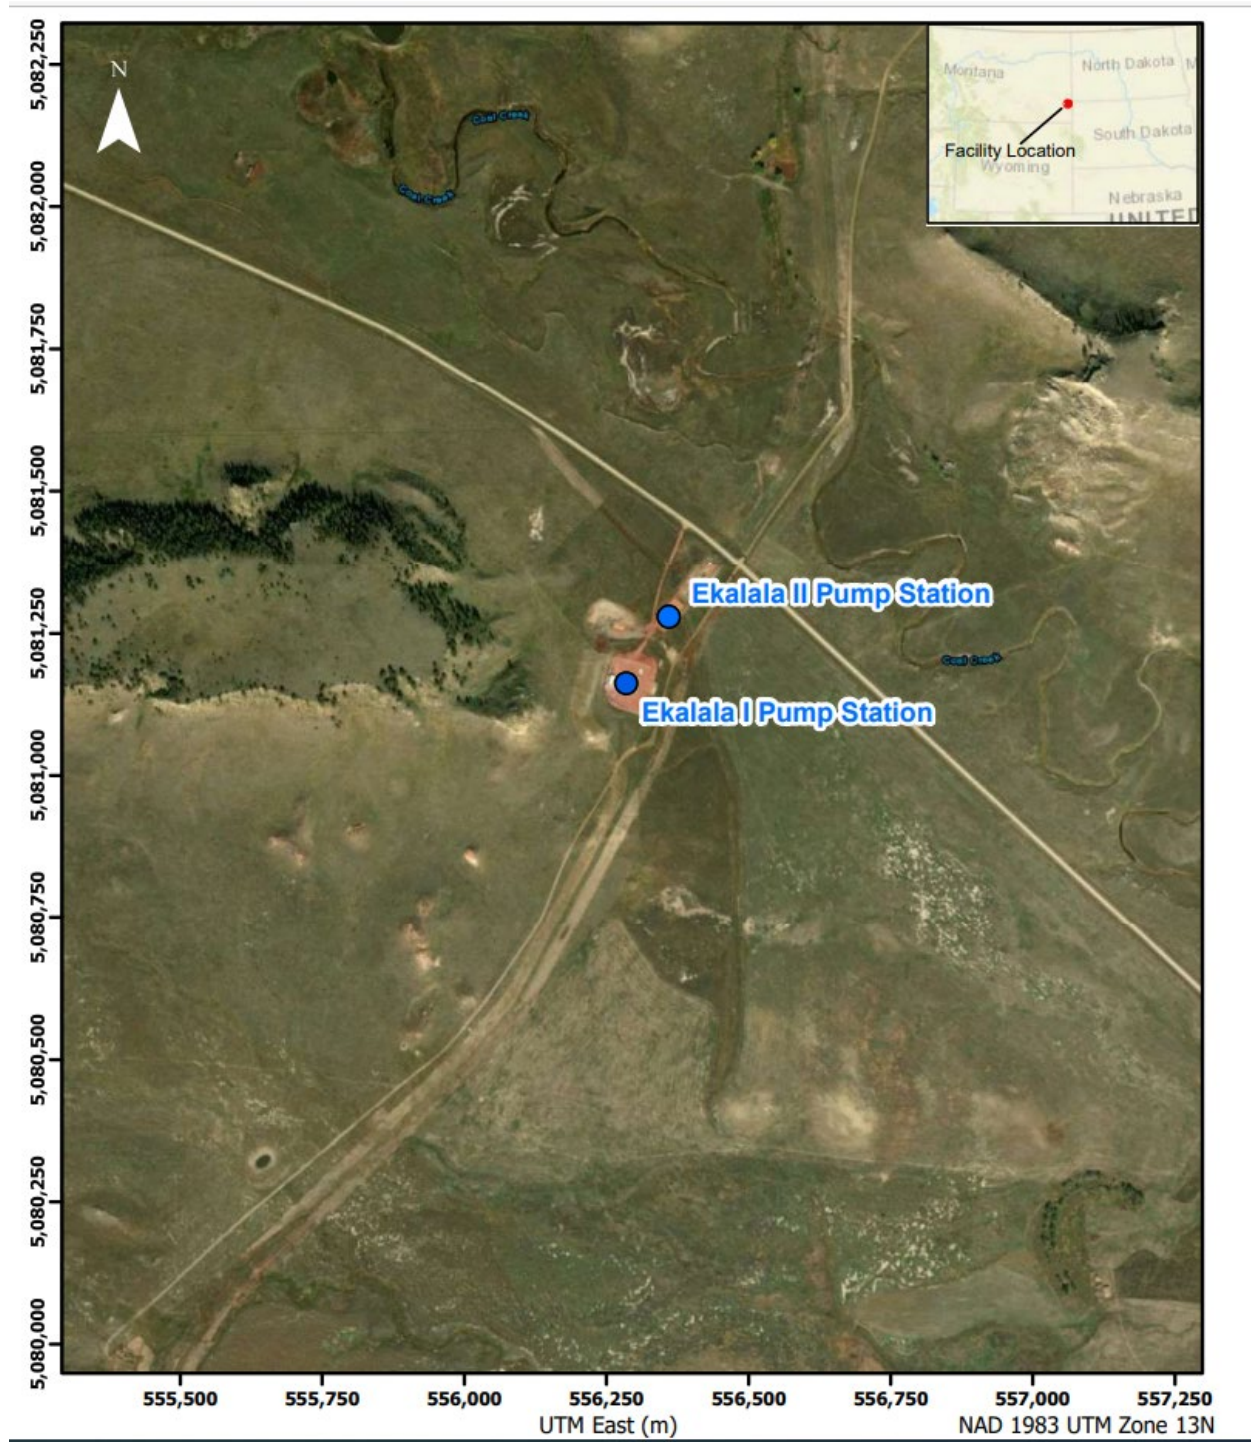 N
Montana
North Dakota
M
South Dakota
Facility Location
Wyoming
Nebraska
UNITED
Coal Creek
Coal Creek
Ekalala II Pump Station
Coal Creek
Ekalala I Pump Station
5,082,250
5,082,000
5,081,750
5,081,500
5,081,250
5,081,000
5,080,750
5,080,500
5,080,250
5,080,000
555,500
555,750
556,000
556,250
556,500
556,750
557,000
557,250
UTM East (m)
NAD 1983 UTM Zone 13N